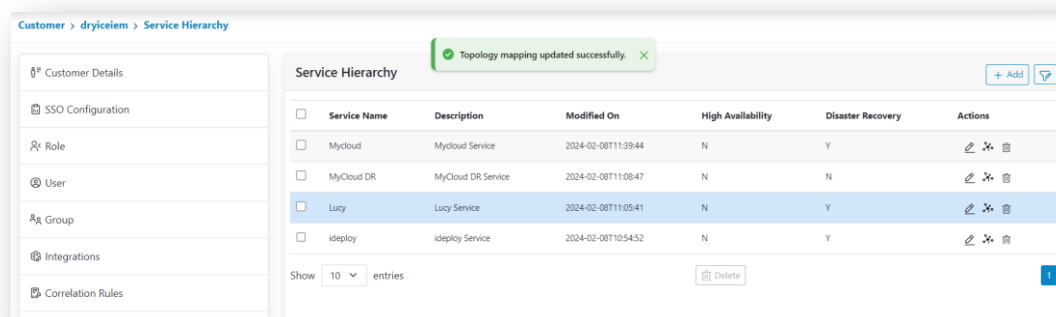 Customer > dryiceiem > Service Hierarchy
Topology mapping updated successfully.
Customer Details
SSO Configuration
Role
User
Group
Integrations
Correlation Rules
Service Hierarchy
+ Add
Service Name Description Modified On High Availability Disaster Recovery Actions
Mycloud Mycloud Service 2024-02-08T11:39:44 N Y
MyCloud DR MyCloud DR Service 2024-02-08T11:08:47 N N
Lucy Lucy Service 2024-02-08T11:05:41 N Y
ideploy ideploy Service 2024-02-08T10:54:52 N Y
Show 10 entries Delete 1